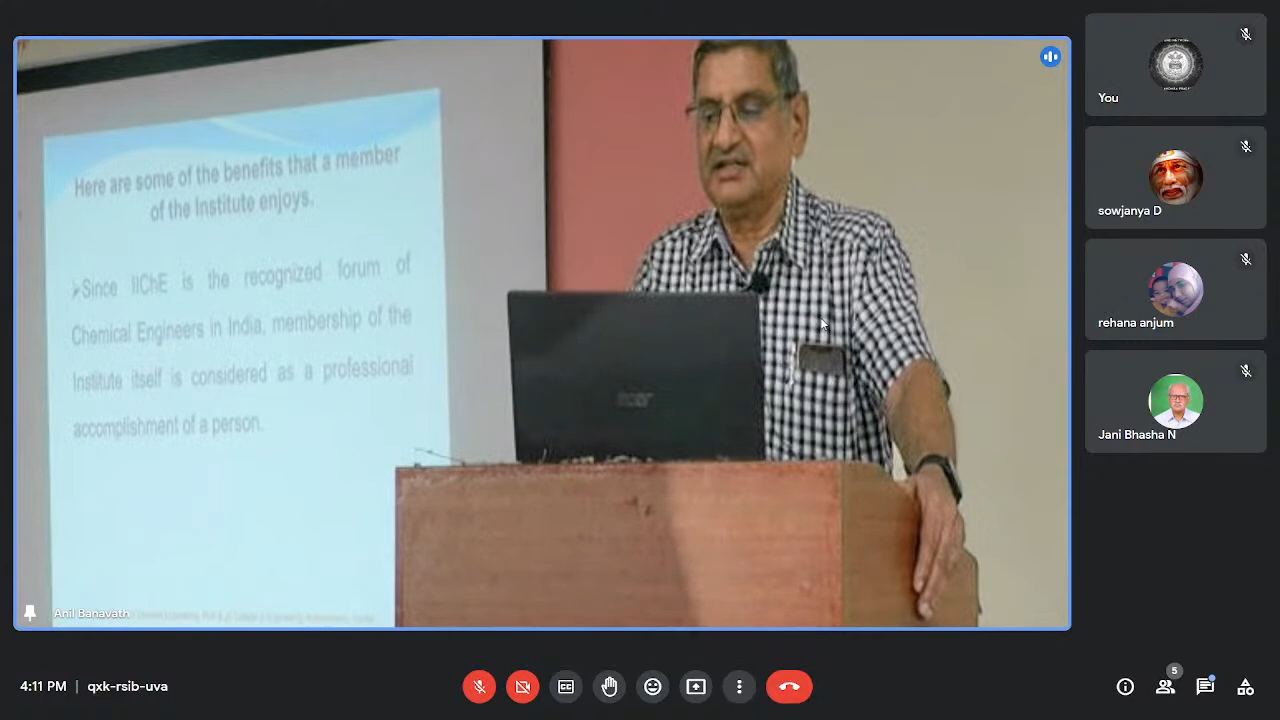 Here are some of the benefits that a member
of the Institute enjoys.
➢Since IIChE is the recognized forum of
Chemical Engineers in India, membership of the
Institute itself is considered as a professional
accomplishment of a person.
acer
Anil Banavath
You
sowjanya D
rehana anjum
Jani Bhasha N
4:11 PM | qxk-rsib-uva
5